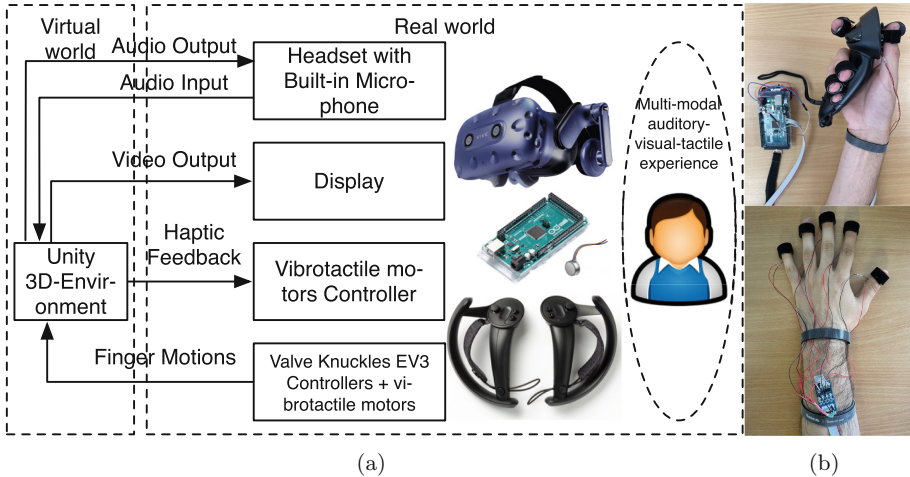 Virtual
world
Real world
Audio Output
Headset with
Built-in Micro-
phone
Audio Input
Video Output
Display
Multi-modal
auditory-
visual-tactile
experience
Haptic
Feedback
Unity
3D-Envir-
onment
Vibrotactile mo-
tors Controller
Finger Motions
Valve Knuckles EV3
Controllers + vi-
brotactile motors
(a)
(b)